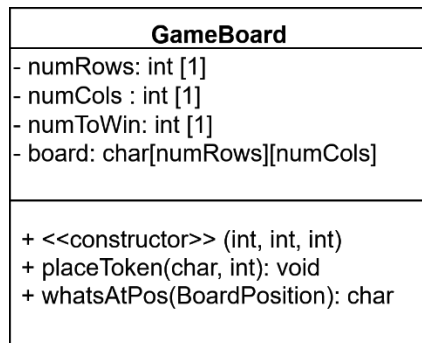 GameBoard
- numRows: int [1]
- numCols : int [1]
- numToWin: int [1]
- board: char[numRows][numCols]
+ <<constructor>> (int, int, int)
+ placeToken(char, int): void
+ whatsAtPos(BoardPosition): char